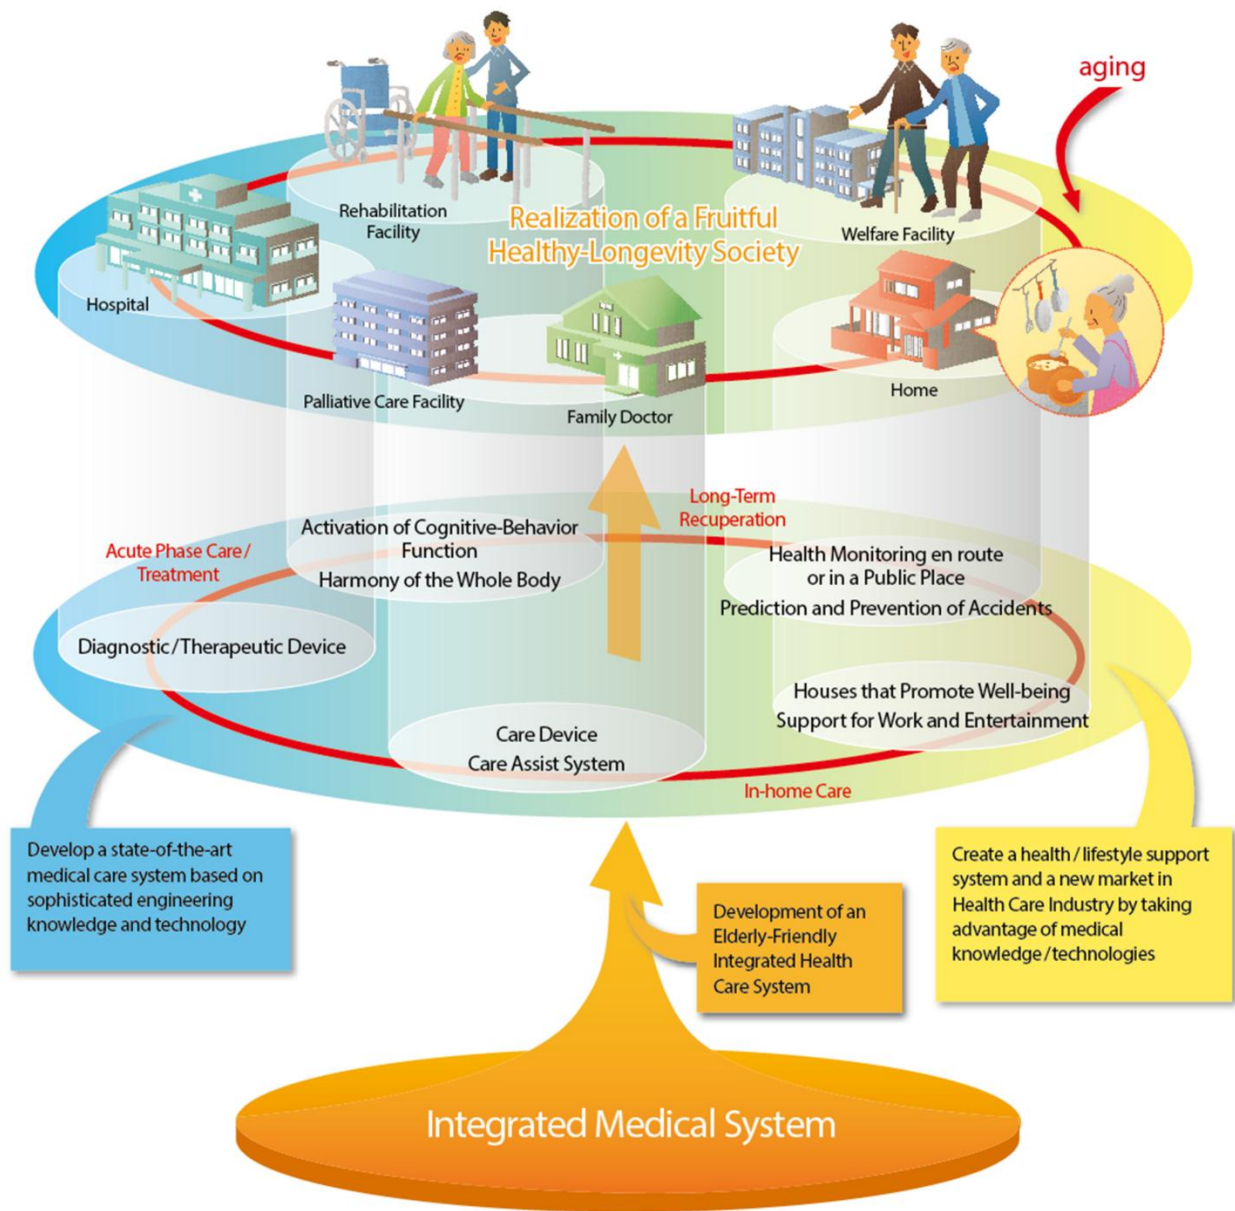 aging
Rehabilitation
Facility
Realization of a Fruitful
Healthy-Longevity Society
Welfare Facility
Hospital
Palliative Care Facility
Family Doctor
Home
Long-Term
Recuperation
Activation of Cognitive-Behavior
Function
Harmony of the Whole Body
Acute Phase Care/
Treatment
Health Monitoring en route
or in a Public Place
Prediction and Prevention of Accidents
Diagnostic/Therapeutic Device
Houses that Promote Well-being
Support for Work and Entertainment
Care Device
Care Assist System
In-home Care
Develop a state-of-the-art
medical care system based on
sophisticated engineering
knowledge and technology
Create a health/lifestyle support
system and a new market in
Health Care Industry by taking
advantage of medical
knowledge/technologies
Development of an
Elderly-Friendly
Integrated Health
Care System
Integrated Medical System